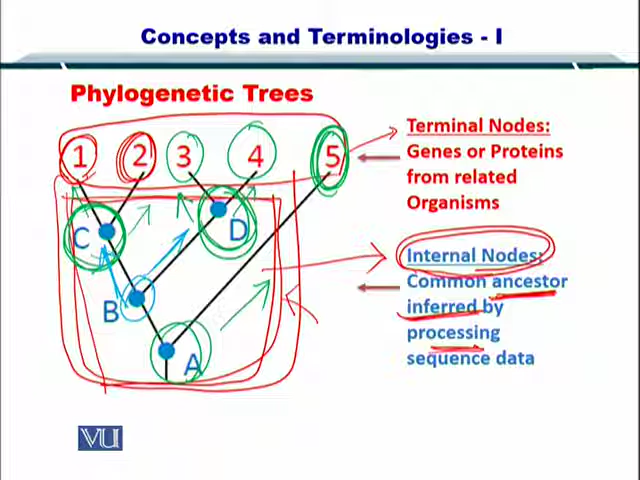 Concepts and Terminologies - I
Phylogenetic Trees
1 2 3 4 5
Terminal Nodes:
Genes or Proteins
from related
Organisms
C
D
B
A
Internal Nodes:
Common ancestor
inferred by
processing
sequence data
VU